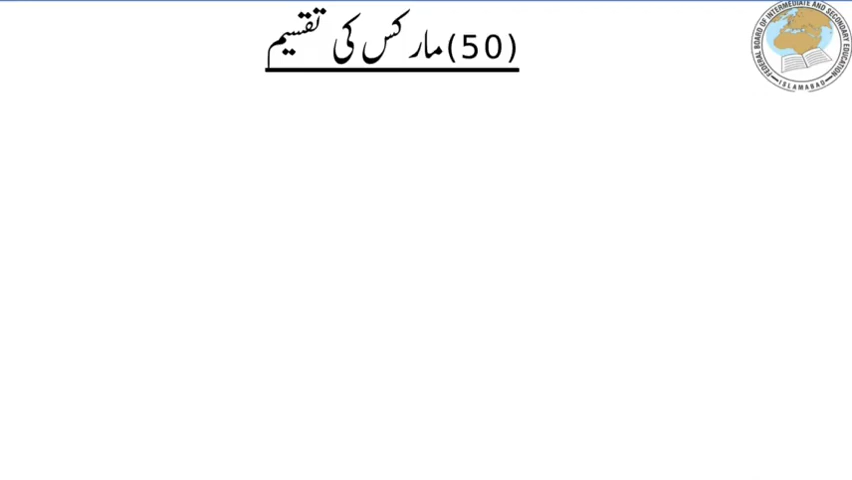 (50)مارکس کی تقسیم
FEDERAL BOARD OF INTERMEDIATE AND SECONDARY EDUCATION
ISLAMABAD